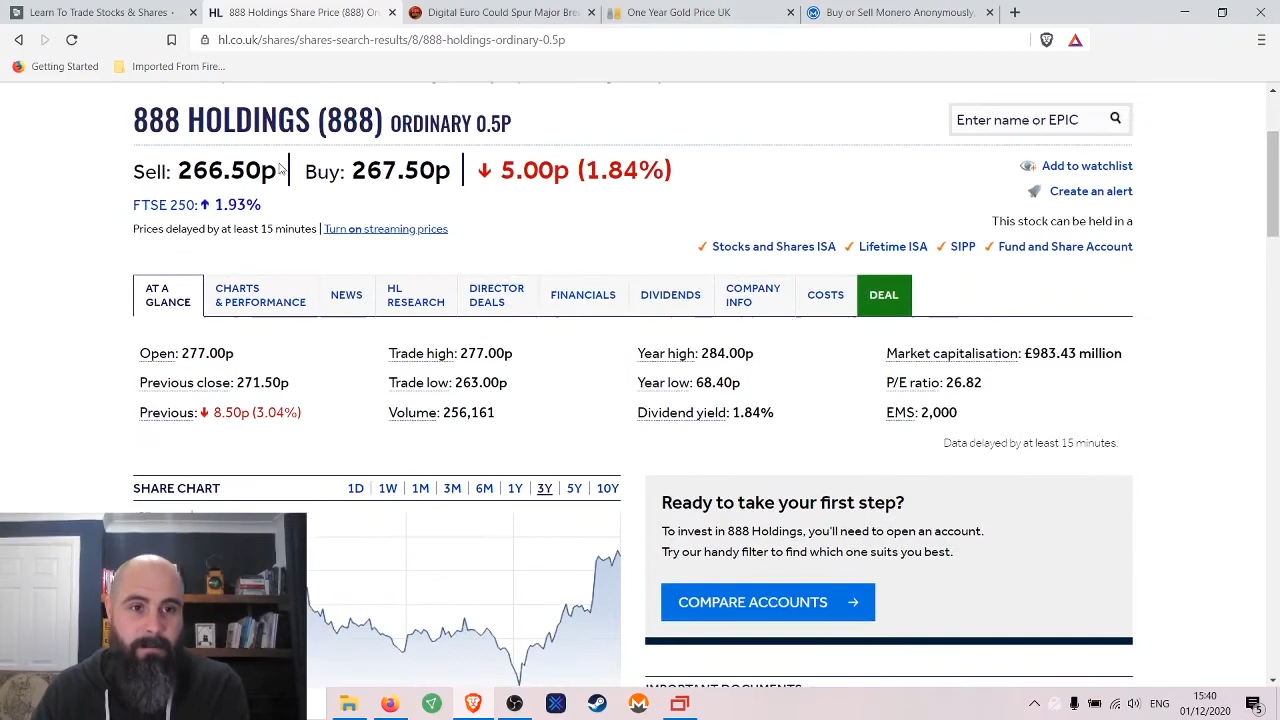 Learn To Trade Stocks & Shares -
HL 888 HOLDINGS PLC (888) Or
Digital Euro Could Spur Major Bre
One Year Gold Price UK
Buy or Sell Monero Anonymously.
hl.co.uk/shares/shares-search-results/8/888-holdings-ordinary-0.5p
Getting Started
Imported From Fire...
888 HOLDINGS (888) ORDINARY 0.5P
Enter name or EPIC
Sell: 266.50p Buy: 267.50p 5.00p (1.84%)
Add to watchlist
FTSE 250: 1.93%
Create an alert
Prices delayed by at least 15 minutes | Turn on streaming prices
This stock can be held in a
Stocks and Shares ISA Lifetime ISA SIPP Fund and Share Account
AT A GLANCE
CHARTS & PERFORMANCE
NEWS
HL RESEARCH
DIRECTOR DEALS
FINANCIALS
DIVIDENDS
COMPANY INFO
COSTS
DEAL
Open: 277.00p Trade high: 277.00p Year high: 284.00p Market capitalisation: £983.43 million
Previous close: 271.50p Trade low: 263.00p Year low: 68.40p P/E ratio: 26.82
Previous: 8.50p (3.04%) Volume: 256,161 Dividend yield: 1.84% EMS: 2,000
Data delayed by at least 15 minutes.
SHARE CHART 1D | 1W | 1M | 3M | 6M | 1Y | 3Y | 5Y | 10Y
Ready to take your first step?
To invest in 888 Holdings, you'll need to open an account.
Try our handy filter to find which one suits you best.
COMPARE ACCOUNTS
IMPORTANT DOCUMENTS
ENG
15:40
01/12/2020
5